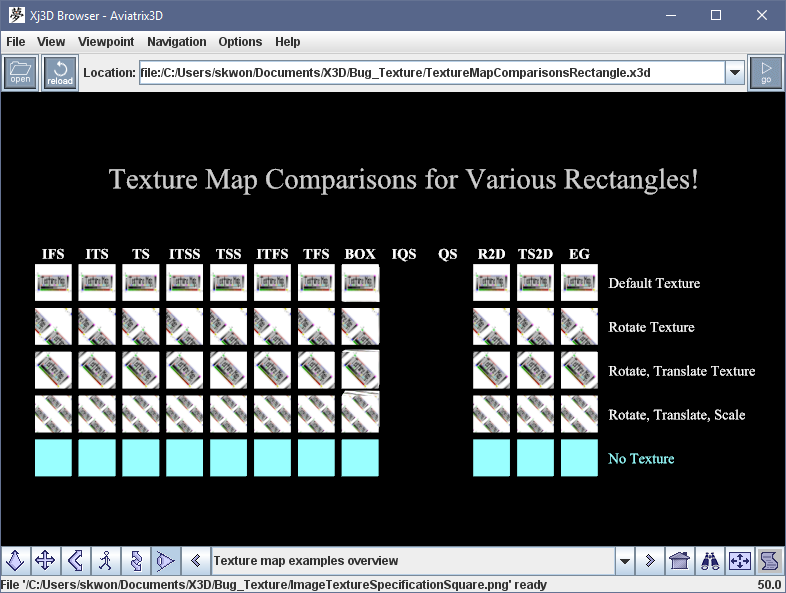 Xj3D Browser - Aviatrix3D
File View Viewpoint Navigation Options Help
open reload Location: file:/C:/Users/skwon/Documents/X3D/Bug_Texture/TextureMapComparisonsRectangle.x3d go
Texture Map Comparisons for Various Rectangles!
IFS ITS TS ITSS TSS ITFS TFS BOX IQS QS R2D TS2D EG
Default Texture
Rotate Texture
Rotate, Translate Texture
Rotate, Translate, Scale
No Texture
Texture map examples overview
File '/C:/Users/skwon/Documents/X3D/Bug_Texture/ImageTextureSpecificationSquare.png' ready 50.0